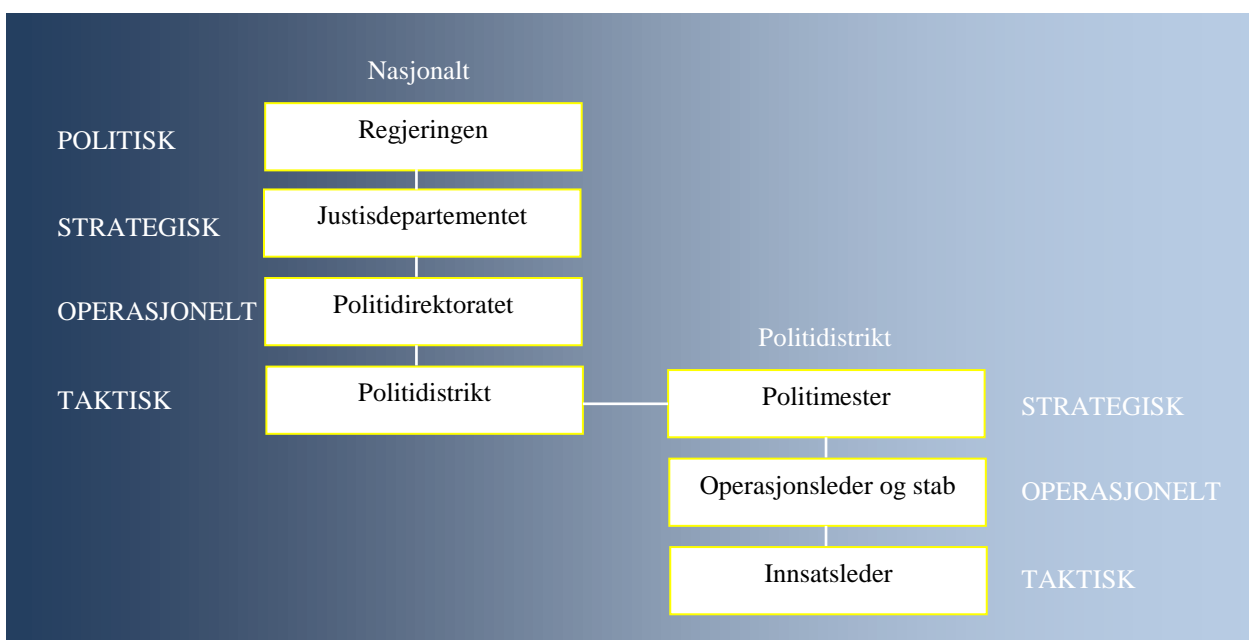 Nasjonalt
POLITISK
Regjeringen
STRATEGISK
Justisdepartementet
OPERASJONELT
Politidirektoratet
TAKTISK
Politidistrikt
Politidistrikt
Politimester
STRATEGISK
Operasjonsleder og stab
OPERASJONELT
Innsatsleder
TAKTISK